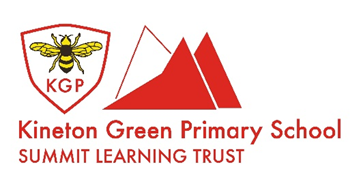 KGP
Kineton Green Primary School
SUMMIT LEARNING TRUST